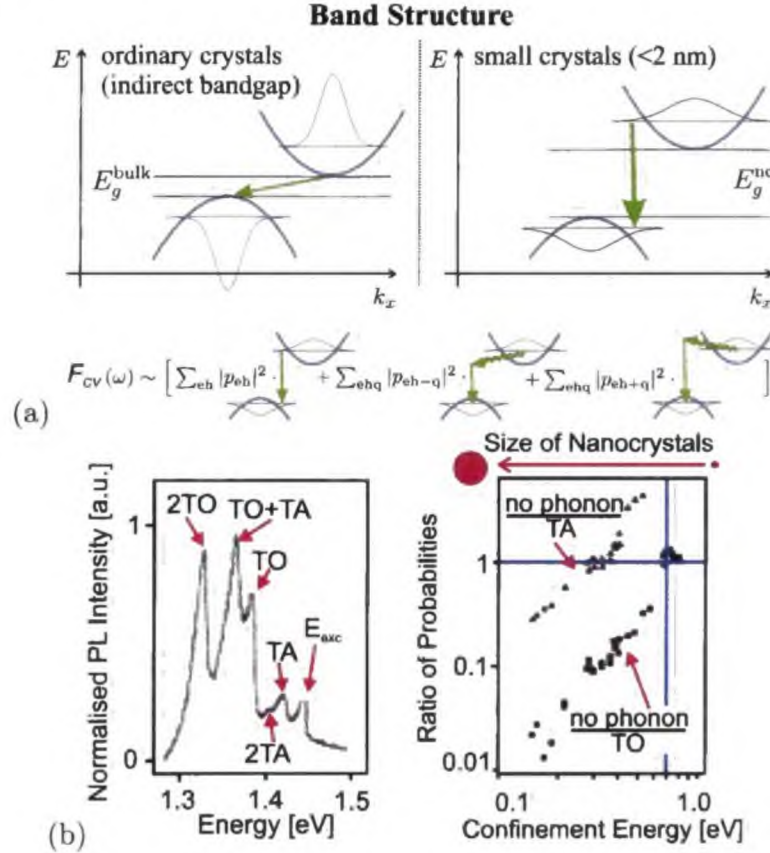 Band Structure
E ordinary crystals
(indirect bandgap)
E_g^bulk
k_x
E small crystals (<2 nm)
k_x
F_CV(ω) ∼ [ ∑_eh |p_eh|² · + ∑_ehq |p_eh−q|² · + ∑_ehq |p_eh+q|² · ]
(a)
Normalised PL Intensity [a.u.]
1
0
2TO
TO+TA
TO
TA
E_exc
2TA
1.3 1.4 1.5
Energy [eV]
Size of Nanocrystals
Ratio of Probabilities
1
0.1
0.01
no phonon
TA
no phonon
TO
0.1 1.0
Confinement Energy [eV]
(b)